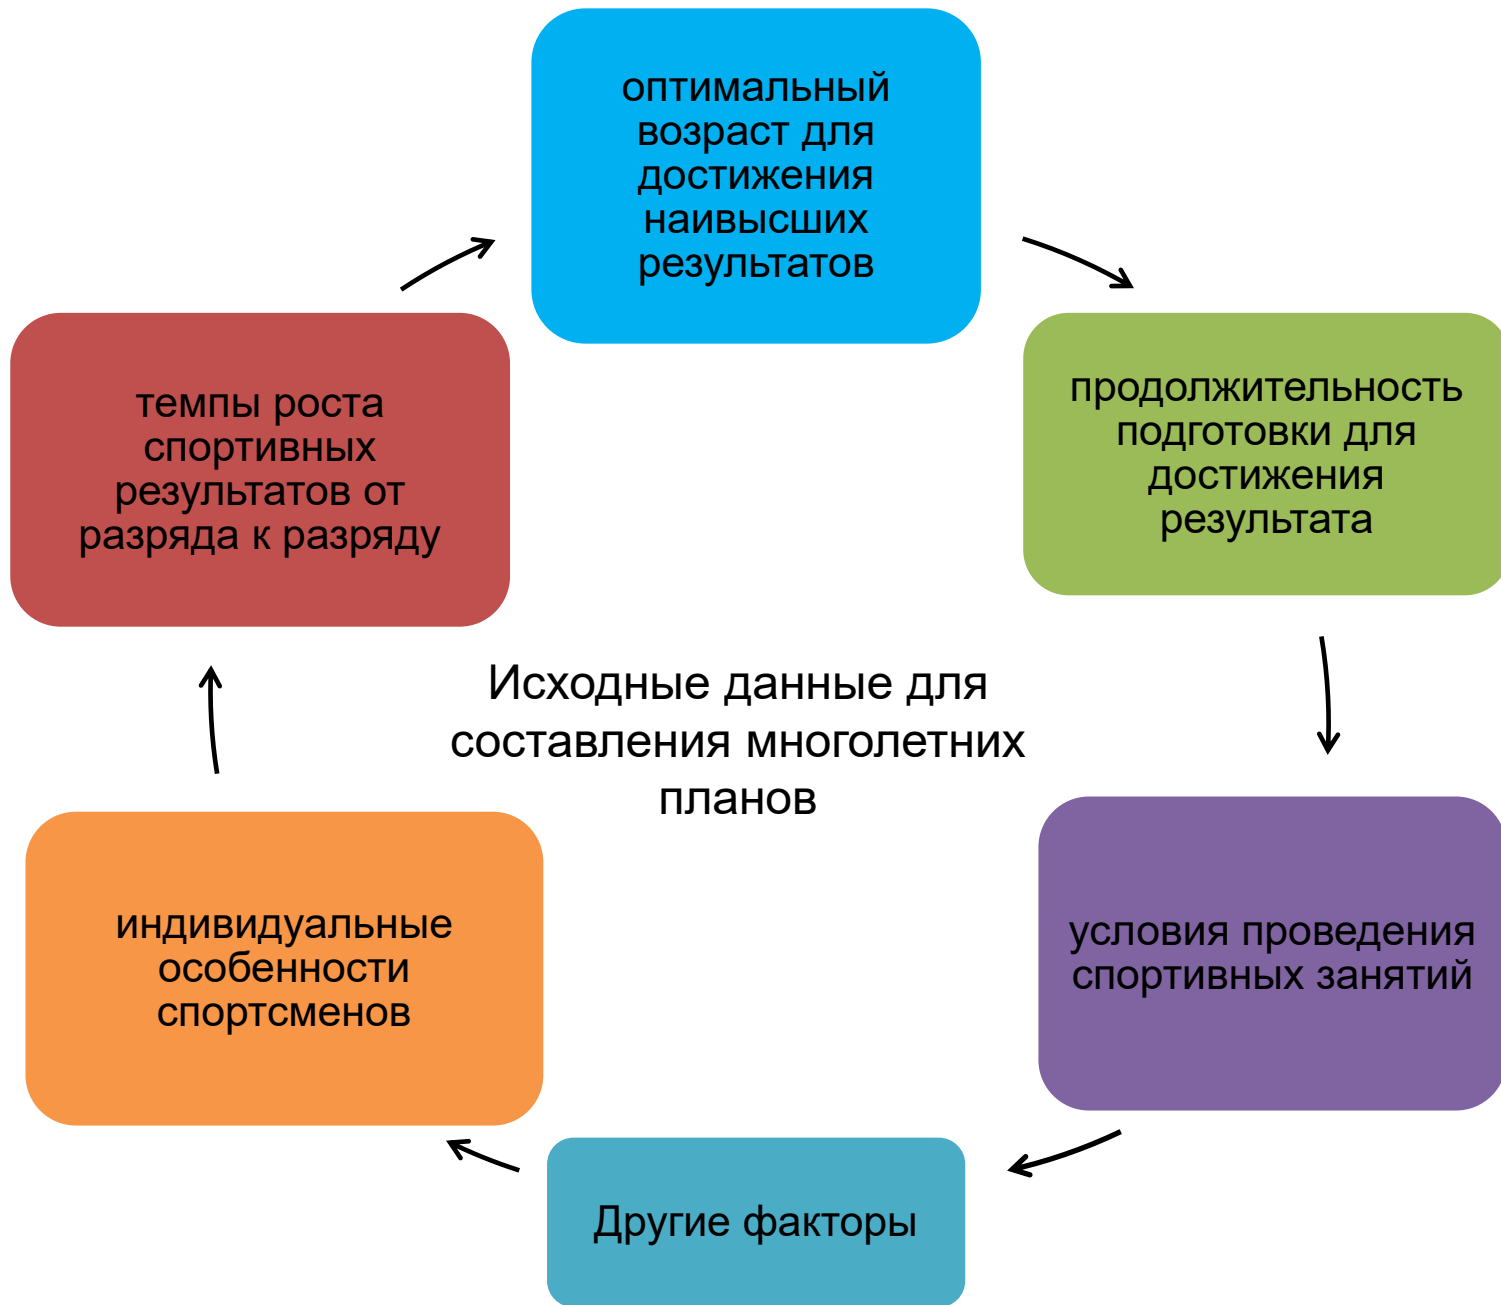 оптимальный
возраст для
достижения
наивысших
результатов
продолжительность
подготовки для
достижения
результата
условия проведения
спортивных занятий
Другие факторы
индивидуальные
особенности
спортсменов
темпы роста
спортивных
результатов от
разряда к разряду
Исходные данные для
составления многолетних
планов